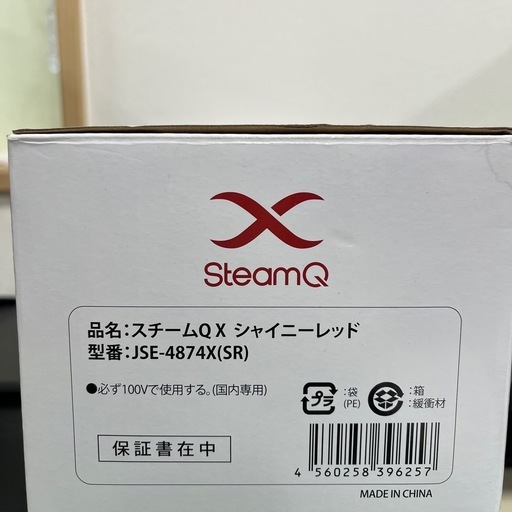 SteamQ
品名:スチームQ X シャイニーレッド
型番:JSE-4874X(SR)
●必ず100Vで使用する。(国内専用)
プラ
:袋
(PE)
:箱
:緩衝材
保証書在中
4 560258 396257
MADE IN CHINA